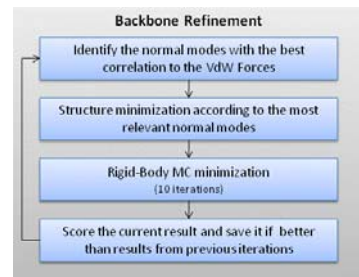 Backbone Refinement
Identify the normal modes with the best
correlation to the VdW Forces
Structure minimization according to the most
relevant normal modes
Rigid-Body MC minimization
(10 iterations)
Score the current result and save it if better
than results from previous iterations